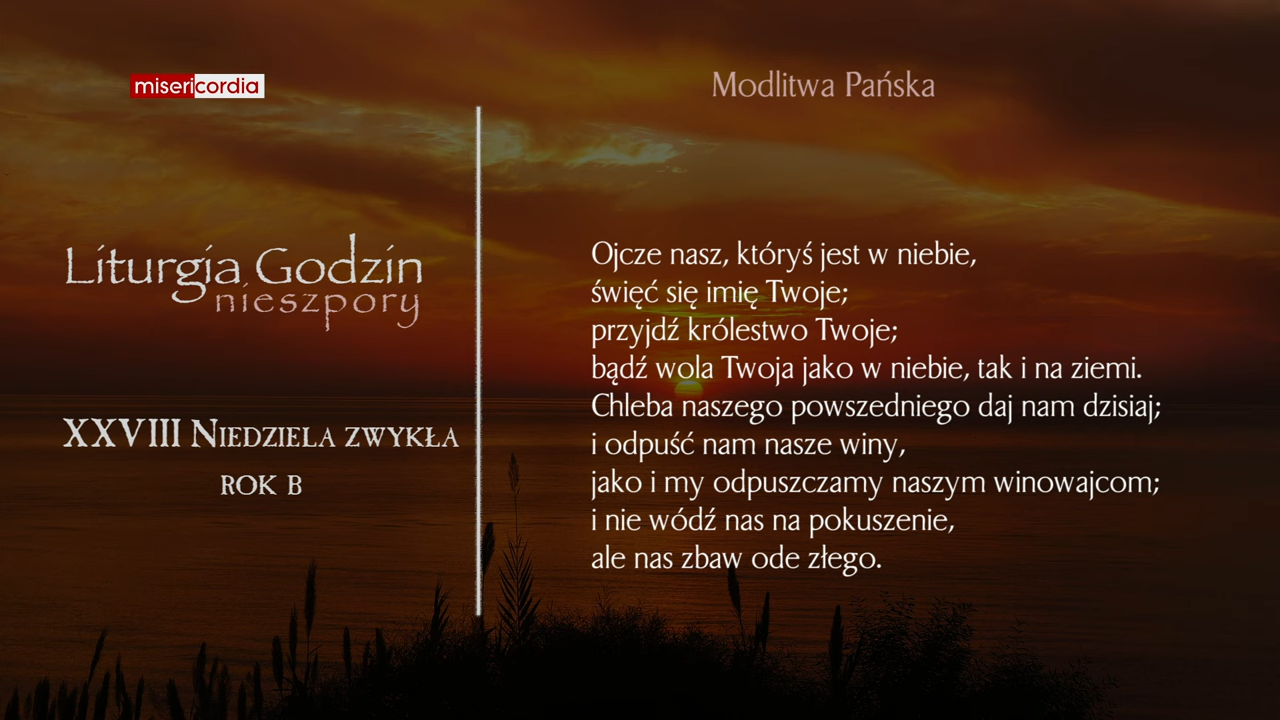 misericordia
Liturgia Godzin
nieszpory
XXVIII Niedziela zwykła
rok B
Modlitwa Pańska
Ojcze nasz, któryś jest w niebie,
święć się imię Twoje;
przyjdź królestwo Twoje;
bądź wola Twoja jako w niebie, tak i na ziemi.
Chleba naszego powszedniego daj nam dzisiaj;
i odpuść nam nasze winy,
jako i my odpuszczamy naszym winowajcom;
i nie wódź nas na pokuszenie,
ale nas zbaw ode złego.